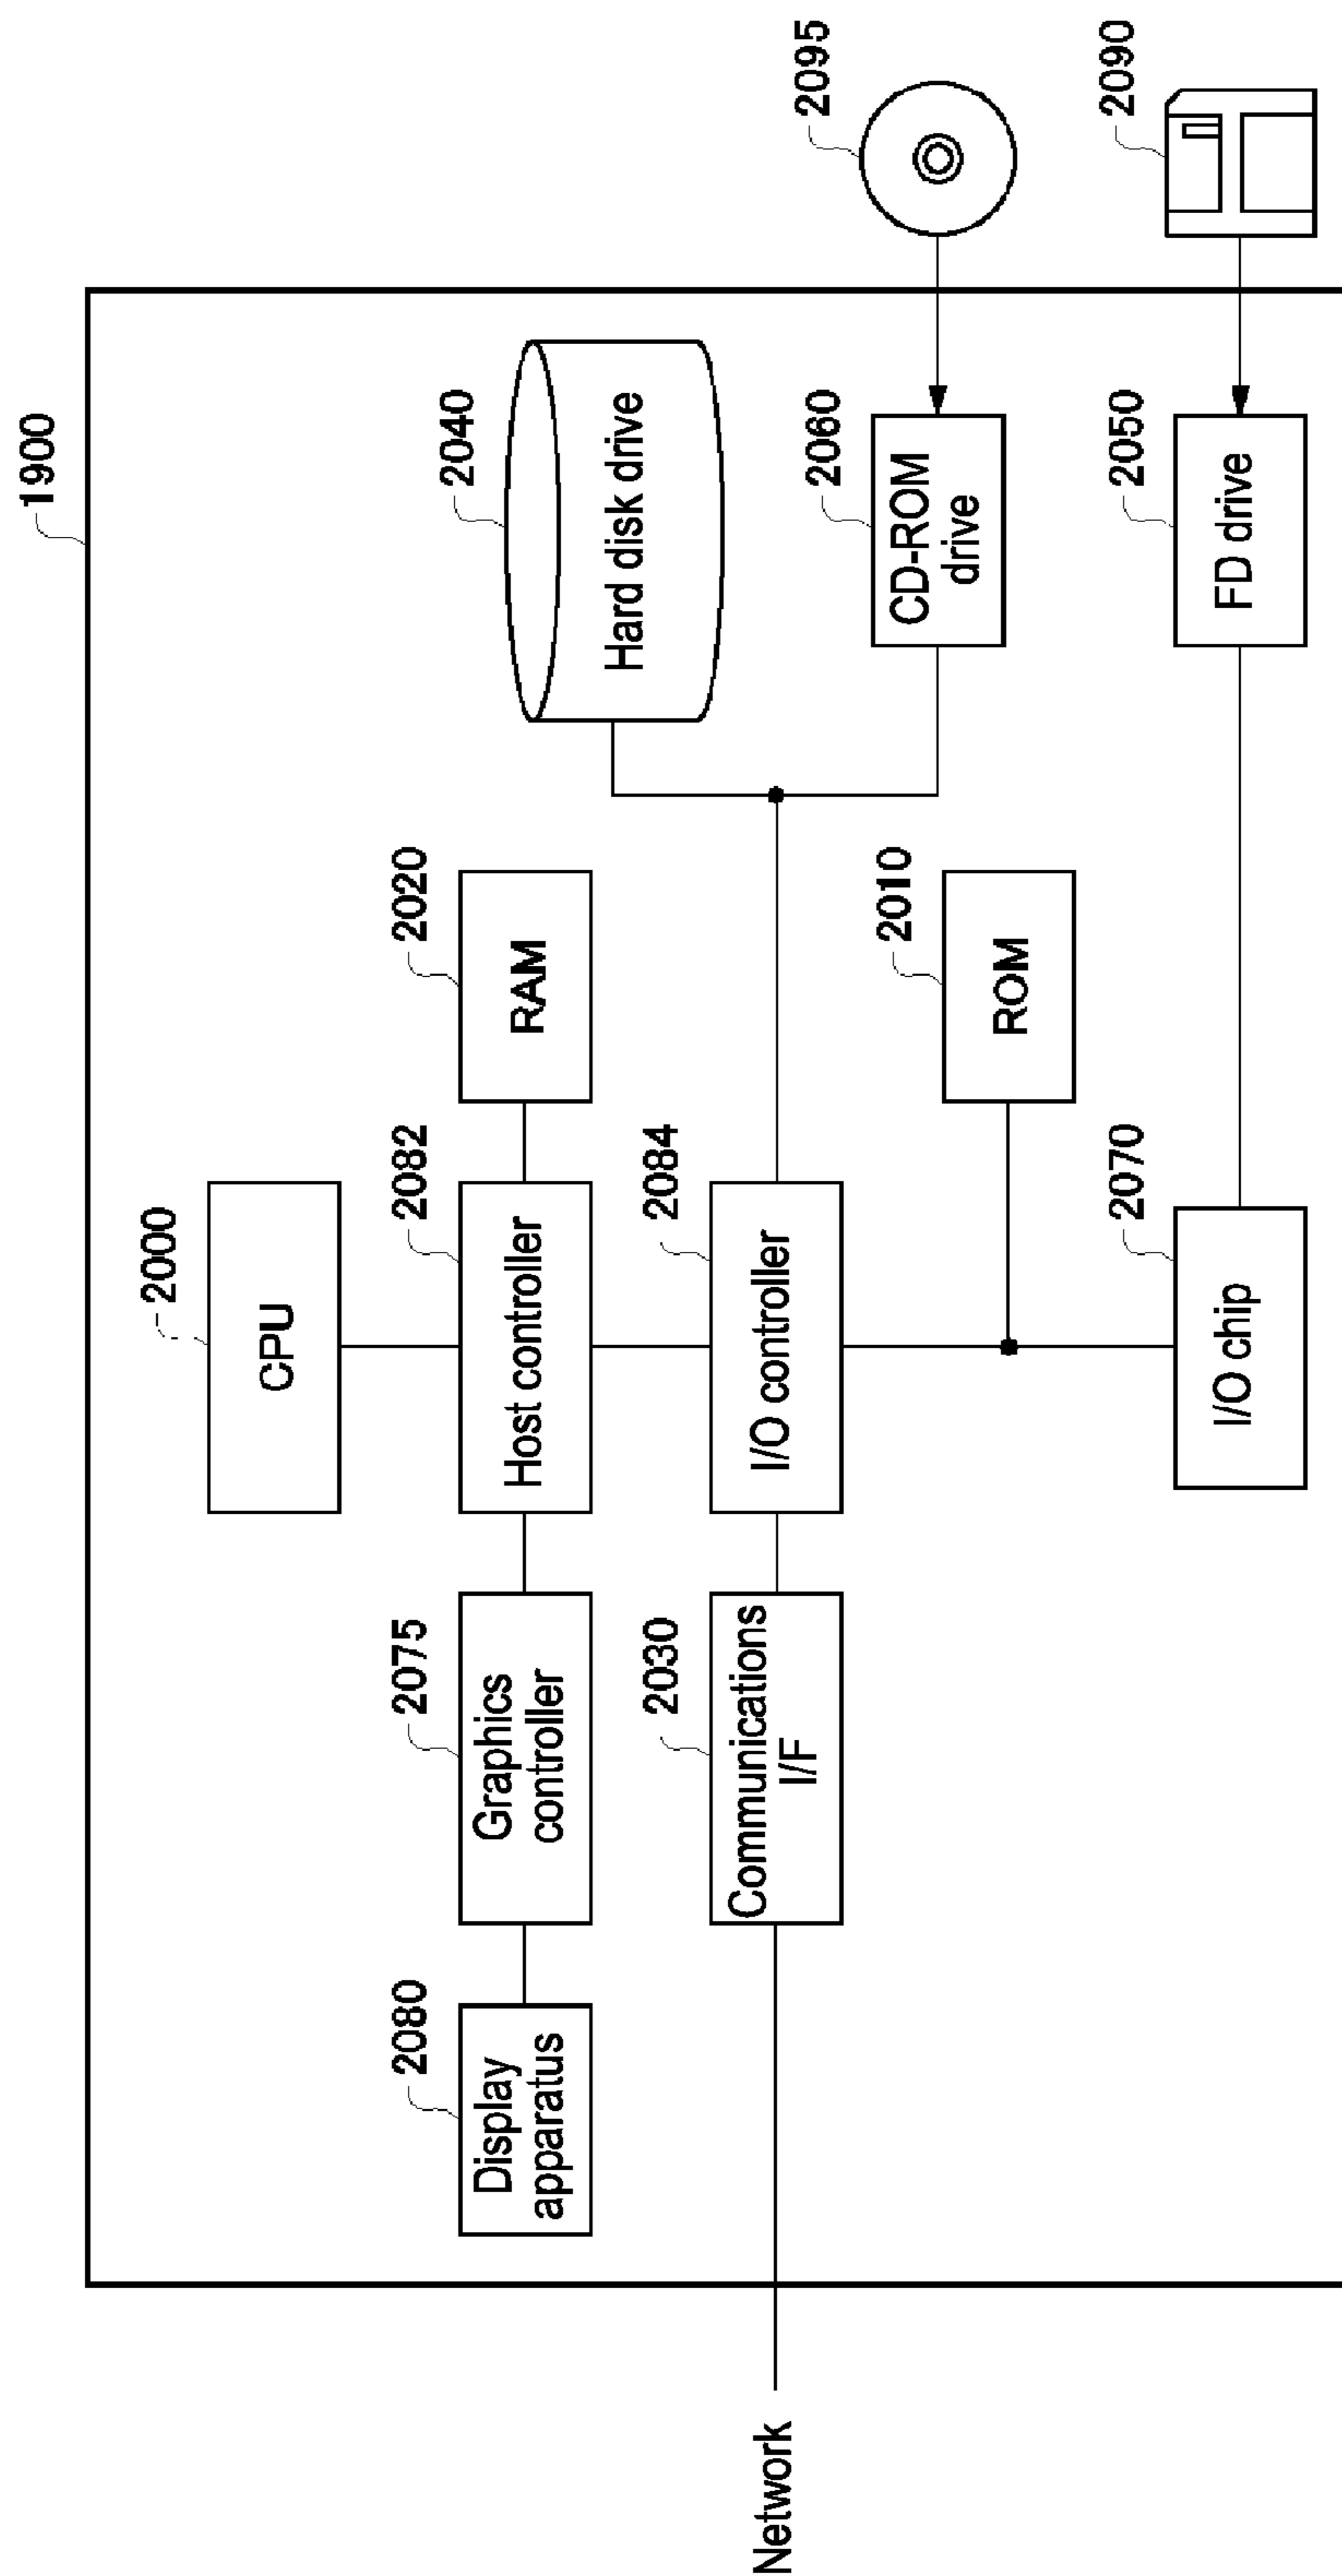 1900
2000
CPU
2080
Display
apparatus
2075
Graphics
controller
2082
Host controller
2020
RAM
2040
Hard disk drive
Network
2030
Communications
I/F
2084
I/O controller
2060
CD-ROM
drive
2095
2010
ROM
2070
I/O chip
2050
FD drive
2090